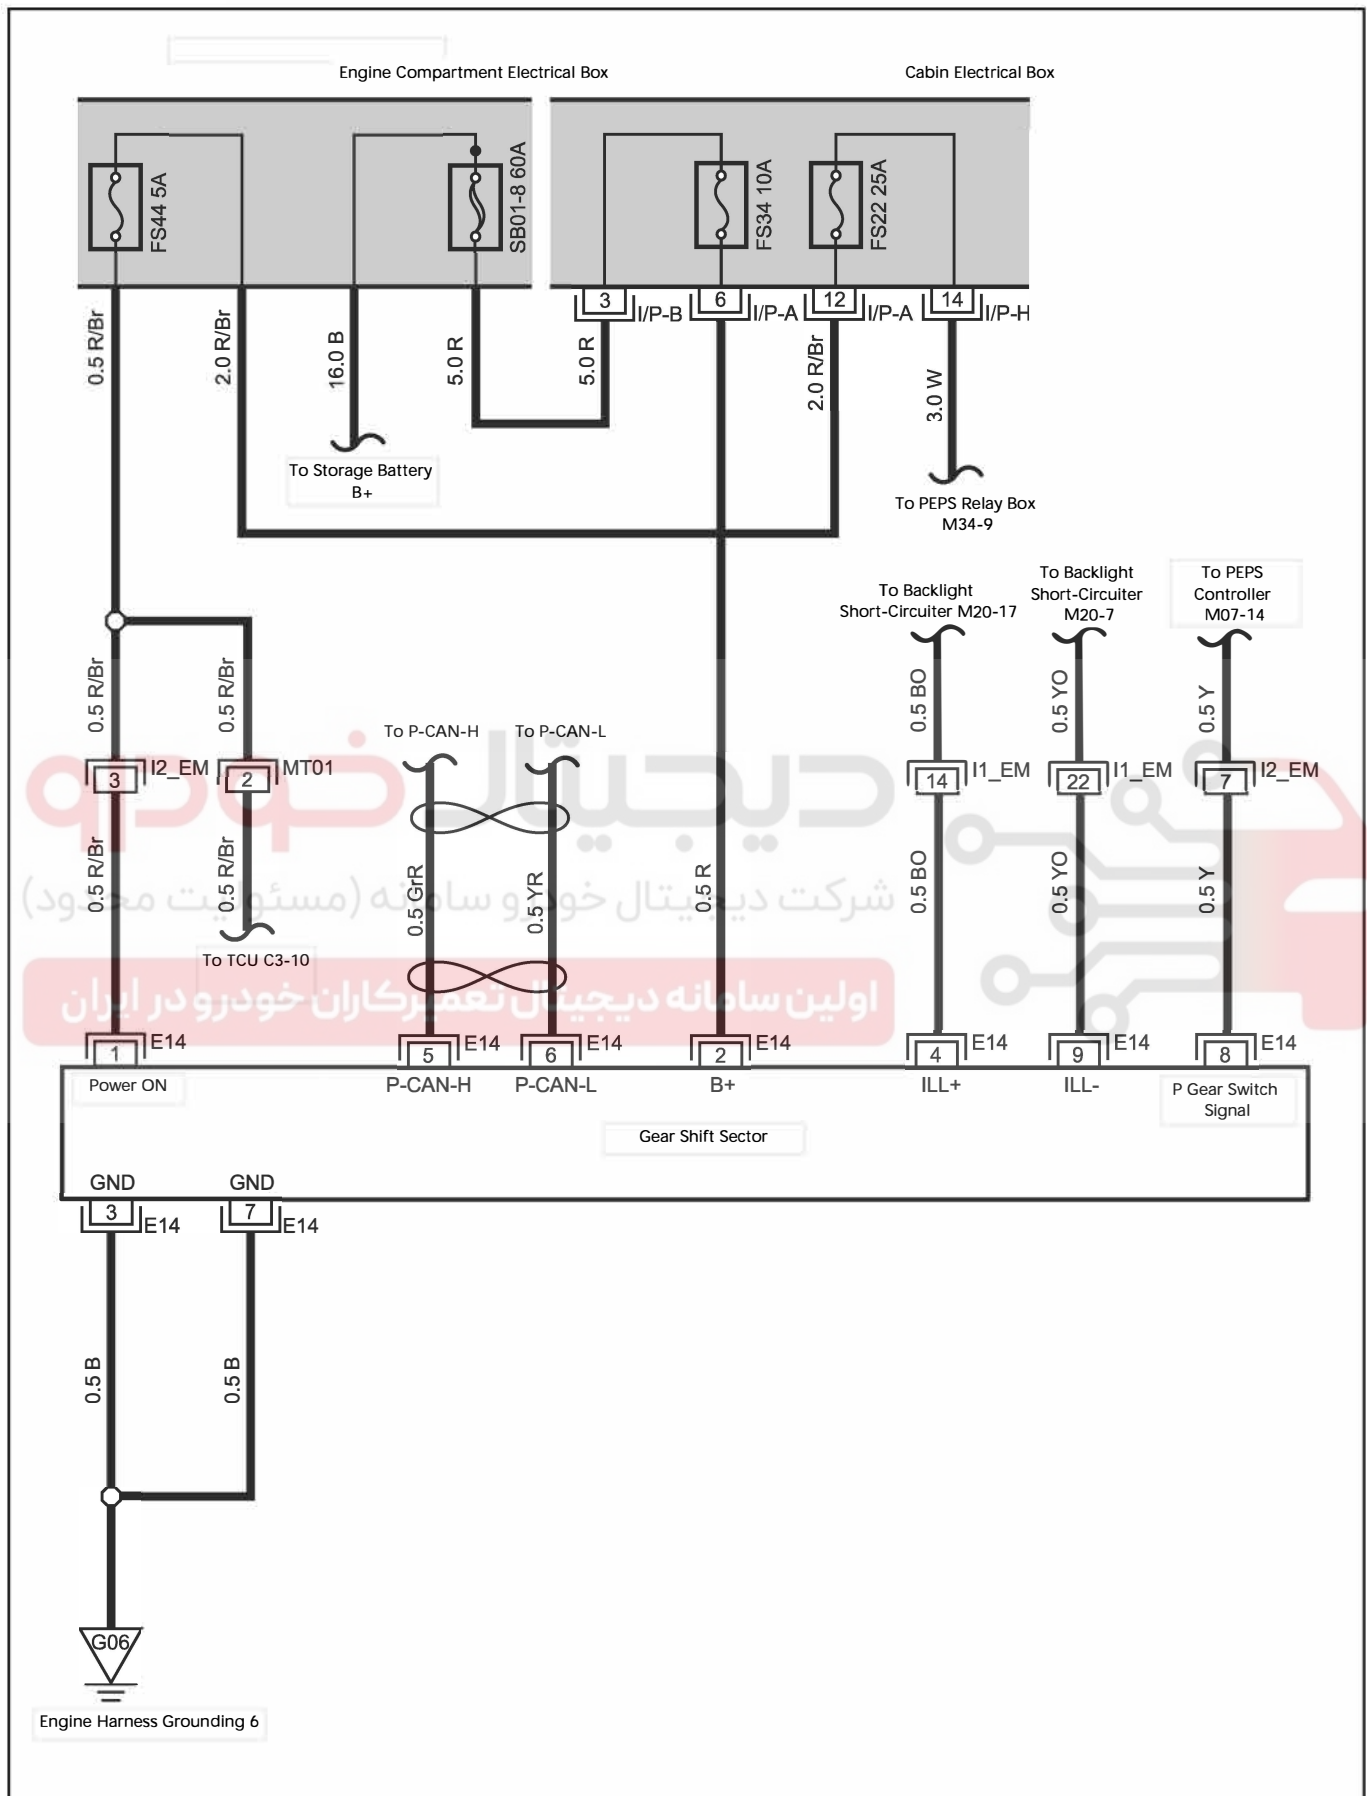 Engine Compartment Electrical Box
Cabin Electrical Box
FS44 5A
SB01-8 60A
FS34 10A
FS22 25A
3 I/P-B
6 I/P-A
12 I/P-A
14 I/P-H
0.5 R/Br
2.0 R/Br
16.0 B
5.0 R
5.0 R
2.0 R/Br
3.0 W
To Storage Battery
B+
To PEPS Relay Box
M34-9
To Backlight
Short-Circuiter M20-17
To Backlight
Short-Circuiter
M20-7
To PEPS
Controller
M07-14
0.5 R/Br
0.5 R/Br
0.5 BO
0.5 YO
0.5 Y
To P-CAN-H
To P-CAN-L
3 I2_EM
2 MT01
14 I1_EM
22 I1_EM
7 I2_EM
دیجیتال خودرو
0.5 R/Br
0.5 R/Br
0.5 GrR
0.5 YR
0.5 R
0.5 BO
0.5 YO
0.5 Y
شرکت دیجیتال خودرو سامانه (مسئولیت محدود)
To TCU C3-10
اولین سامانه دیجیتال تعمیرکاران خودرو در ایران
1 E14
5 E14
6 E14
2 E14
4 E14
9 E14
8 E14
Power ON
P-CAN-H
P-CAN-L
B+
ILL+
ILL-
P Gear Switch
Signal
Gear Shift Sector
GND
GND
3 E14
7 E14
0.5 B
0.5 B
G06
Engine Harness Grounding 6